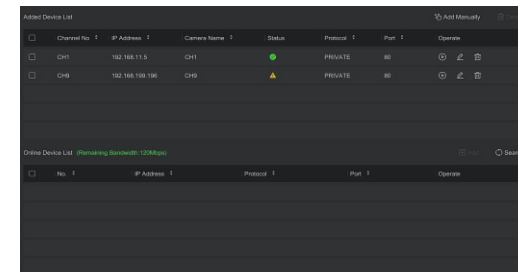 Added Device List Add Manually
Channel No. IP Address Camera Name Status Protocol Port Operate
CH1 192.168.11.5 CH1 PRIVATE 80
CH9 192.168.199.196 CH9 PRIVATE 80
Online Device List (Remaining Bandwidth:120Mbps) Add Sear
No. IP Address Protocol Port Operate